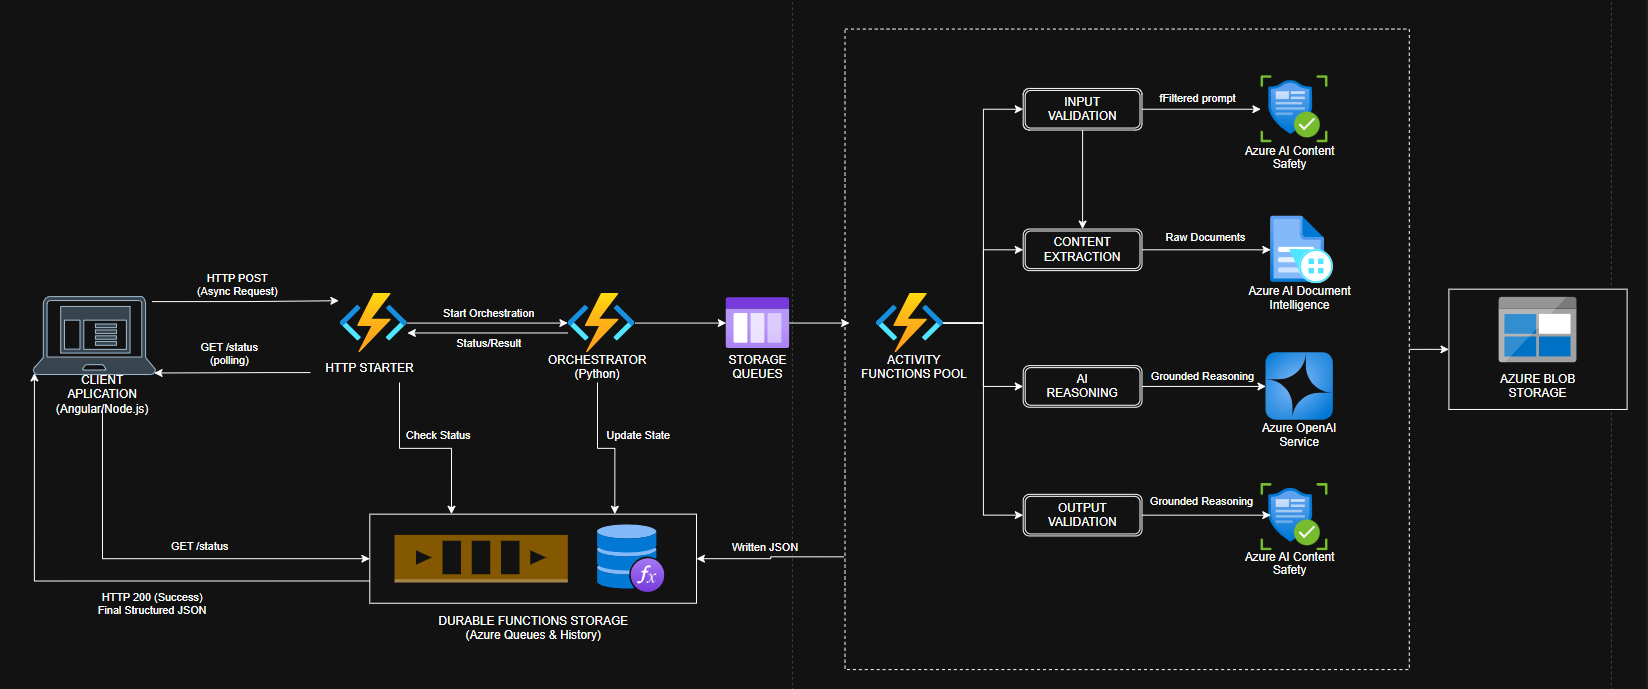 HTTP POST
(Async Request)
GET /status
(polling)
CLIENT
APLICATION
(Angular/Node.js)
HTTP STARTER
Start Orchestration
Status/Result
ORCHESTRATOR
(Python)
STORAGE
QUEUES
ACTIVITY
FUNCTIONS POOL
INPUT
VALIDATION
fFiltered prompt
Azure AI Content
Safety
CONTENT
EXTRACTION
Raw Documents
Azure AI Document
Intelligence
AI
REASONING
Grounded Reasoning
Azure OpenAI
Service
OUTPUT
VALIDATION
Grounded Reasoning
Azure AI Content
Safety
AZURE BLOB
STORAGE
Check Status
Update State
GET /status
HTTP 200 (Success)
Final Structured JSON
Written JSON
fx
DURABLE FUNCTIONS STORAGE
(Azure Queues & History)